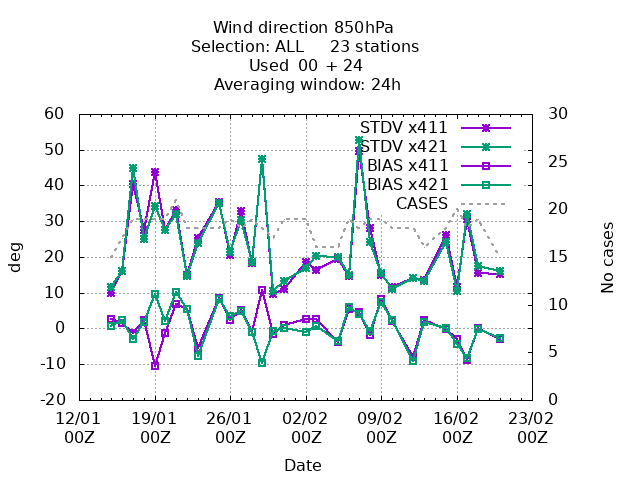 Wind direction 850hPa
Selection: ALL 23 stations
Used 00 + 24
Averaging window: 24h
60
50
40
30
20
10
0
-10
-20
deg
30
25
20
15
10
5
0
No cases
STDV x411
STDV x421
BIAS x411
BIAS x421
CASES
12/01 19/01 26/01 02/02 09/02 16/02 23/02
00Z 00Z 00Z 00Z 00Z 00Z 00Z
Date